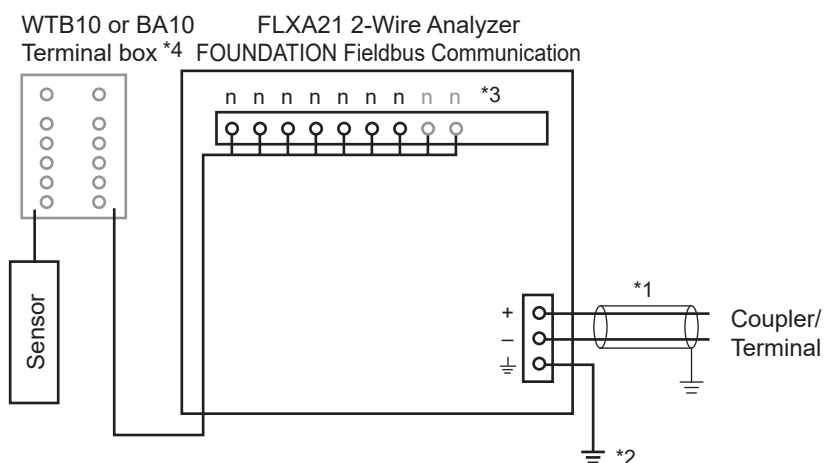 WTB10 or BA10
Terminal box *4
FLXA21 2-Wire Analyzer
FOUNDATION Fieldbus Communication
n n n n n n n n n *3
*1
+
–
Coupler/
Terminal
Sensor
*2